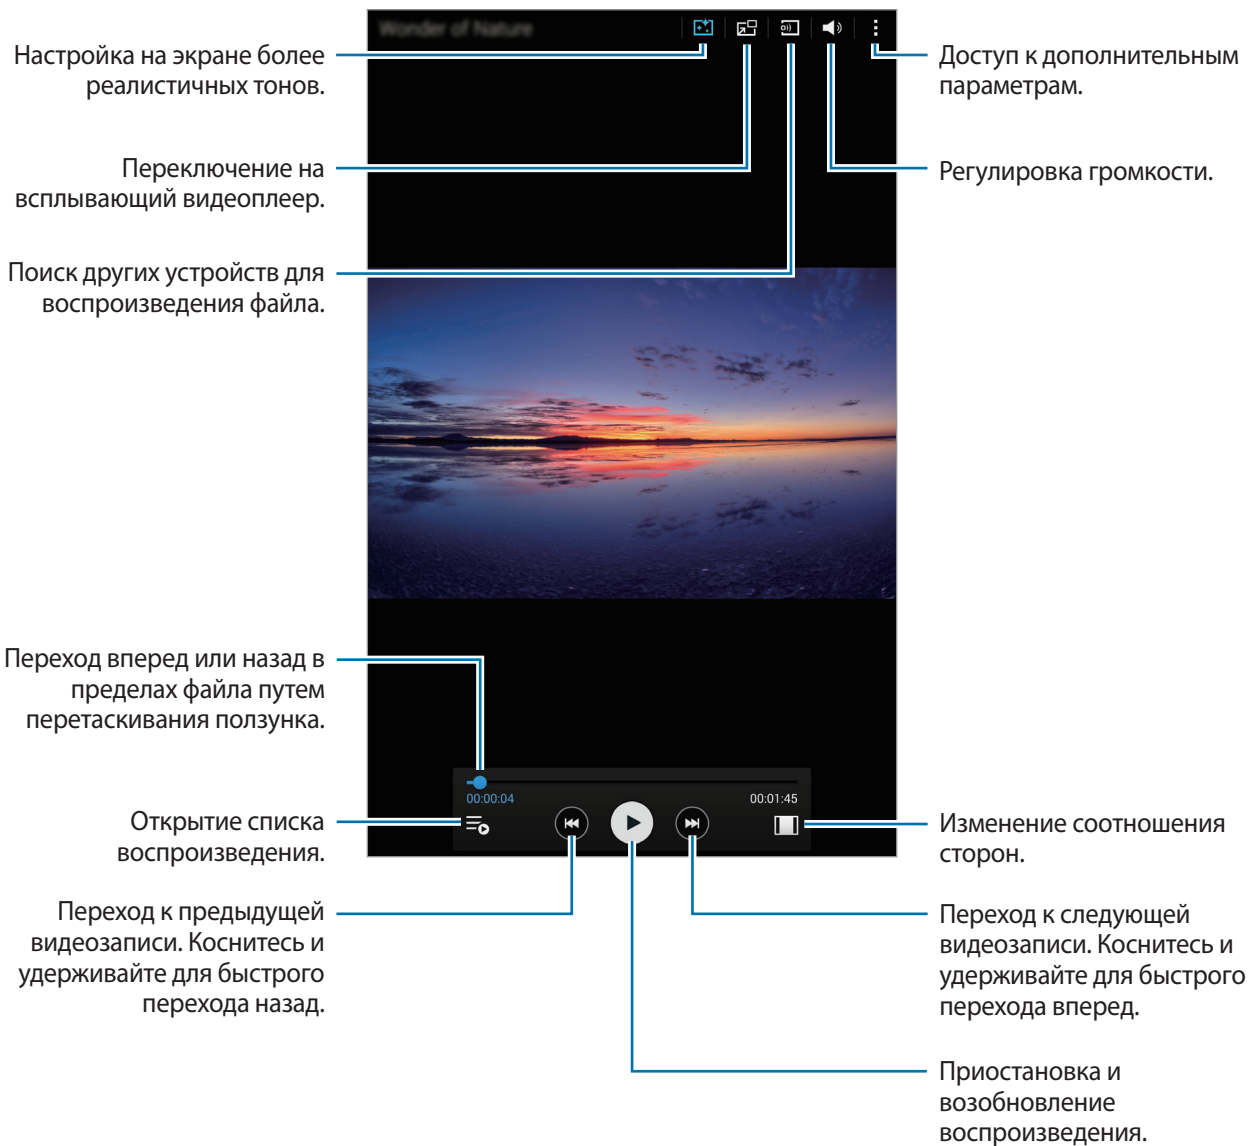 Wonder of Nature
Настройка на экране более
реалистичных тонов.
Доступ к дополнительным
параметрам.
Переключение на
всплывающий видеоплеер.
Регулировка громкости.
Поиск других устройств для
воспроизведения файла.
Переход вперед или назад в
пределах файла путем
перетаскивания ползунка.
00:00:04
00:01:45
Открытие списка
воспроизведения.
Изменение соотношения
сторон.
Переход к предыдущей
видеозаписи. Коснитесь и
удерживайте для быстрого
перехода назад.
Переход к следующей
видеозаписи. Коснитесь и
удерживайте для быстрого
перехода вперед.
Приостановка и
возобновление
воспроизведения.